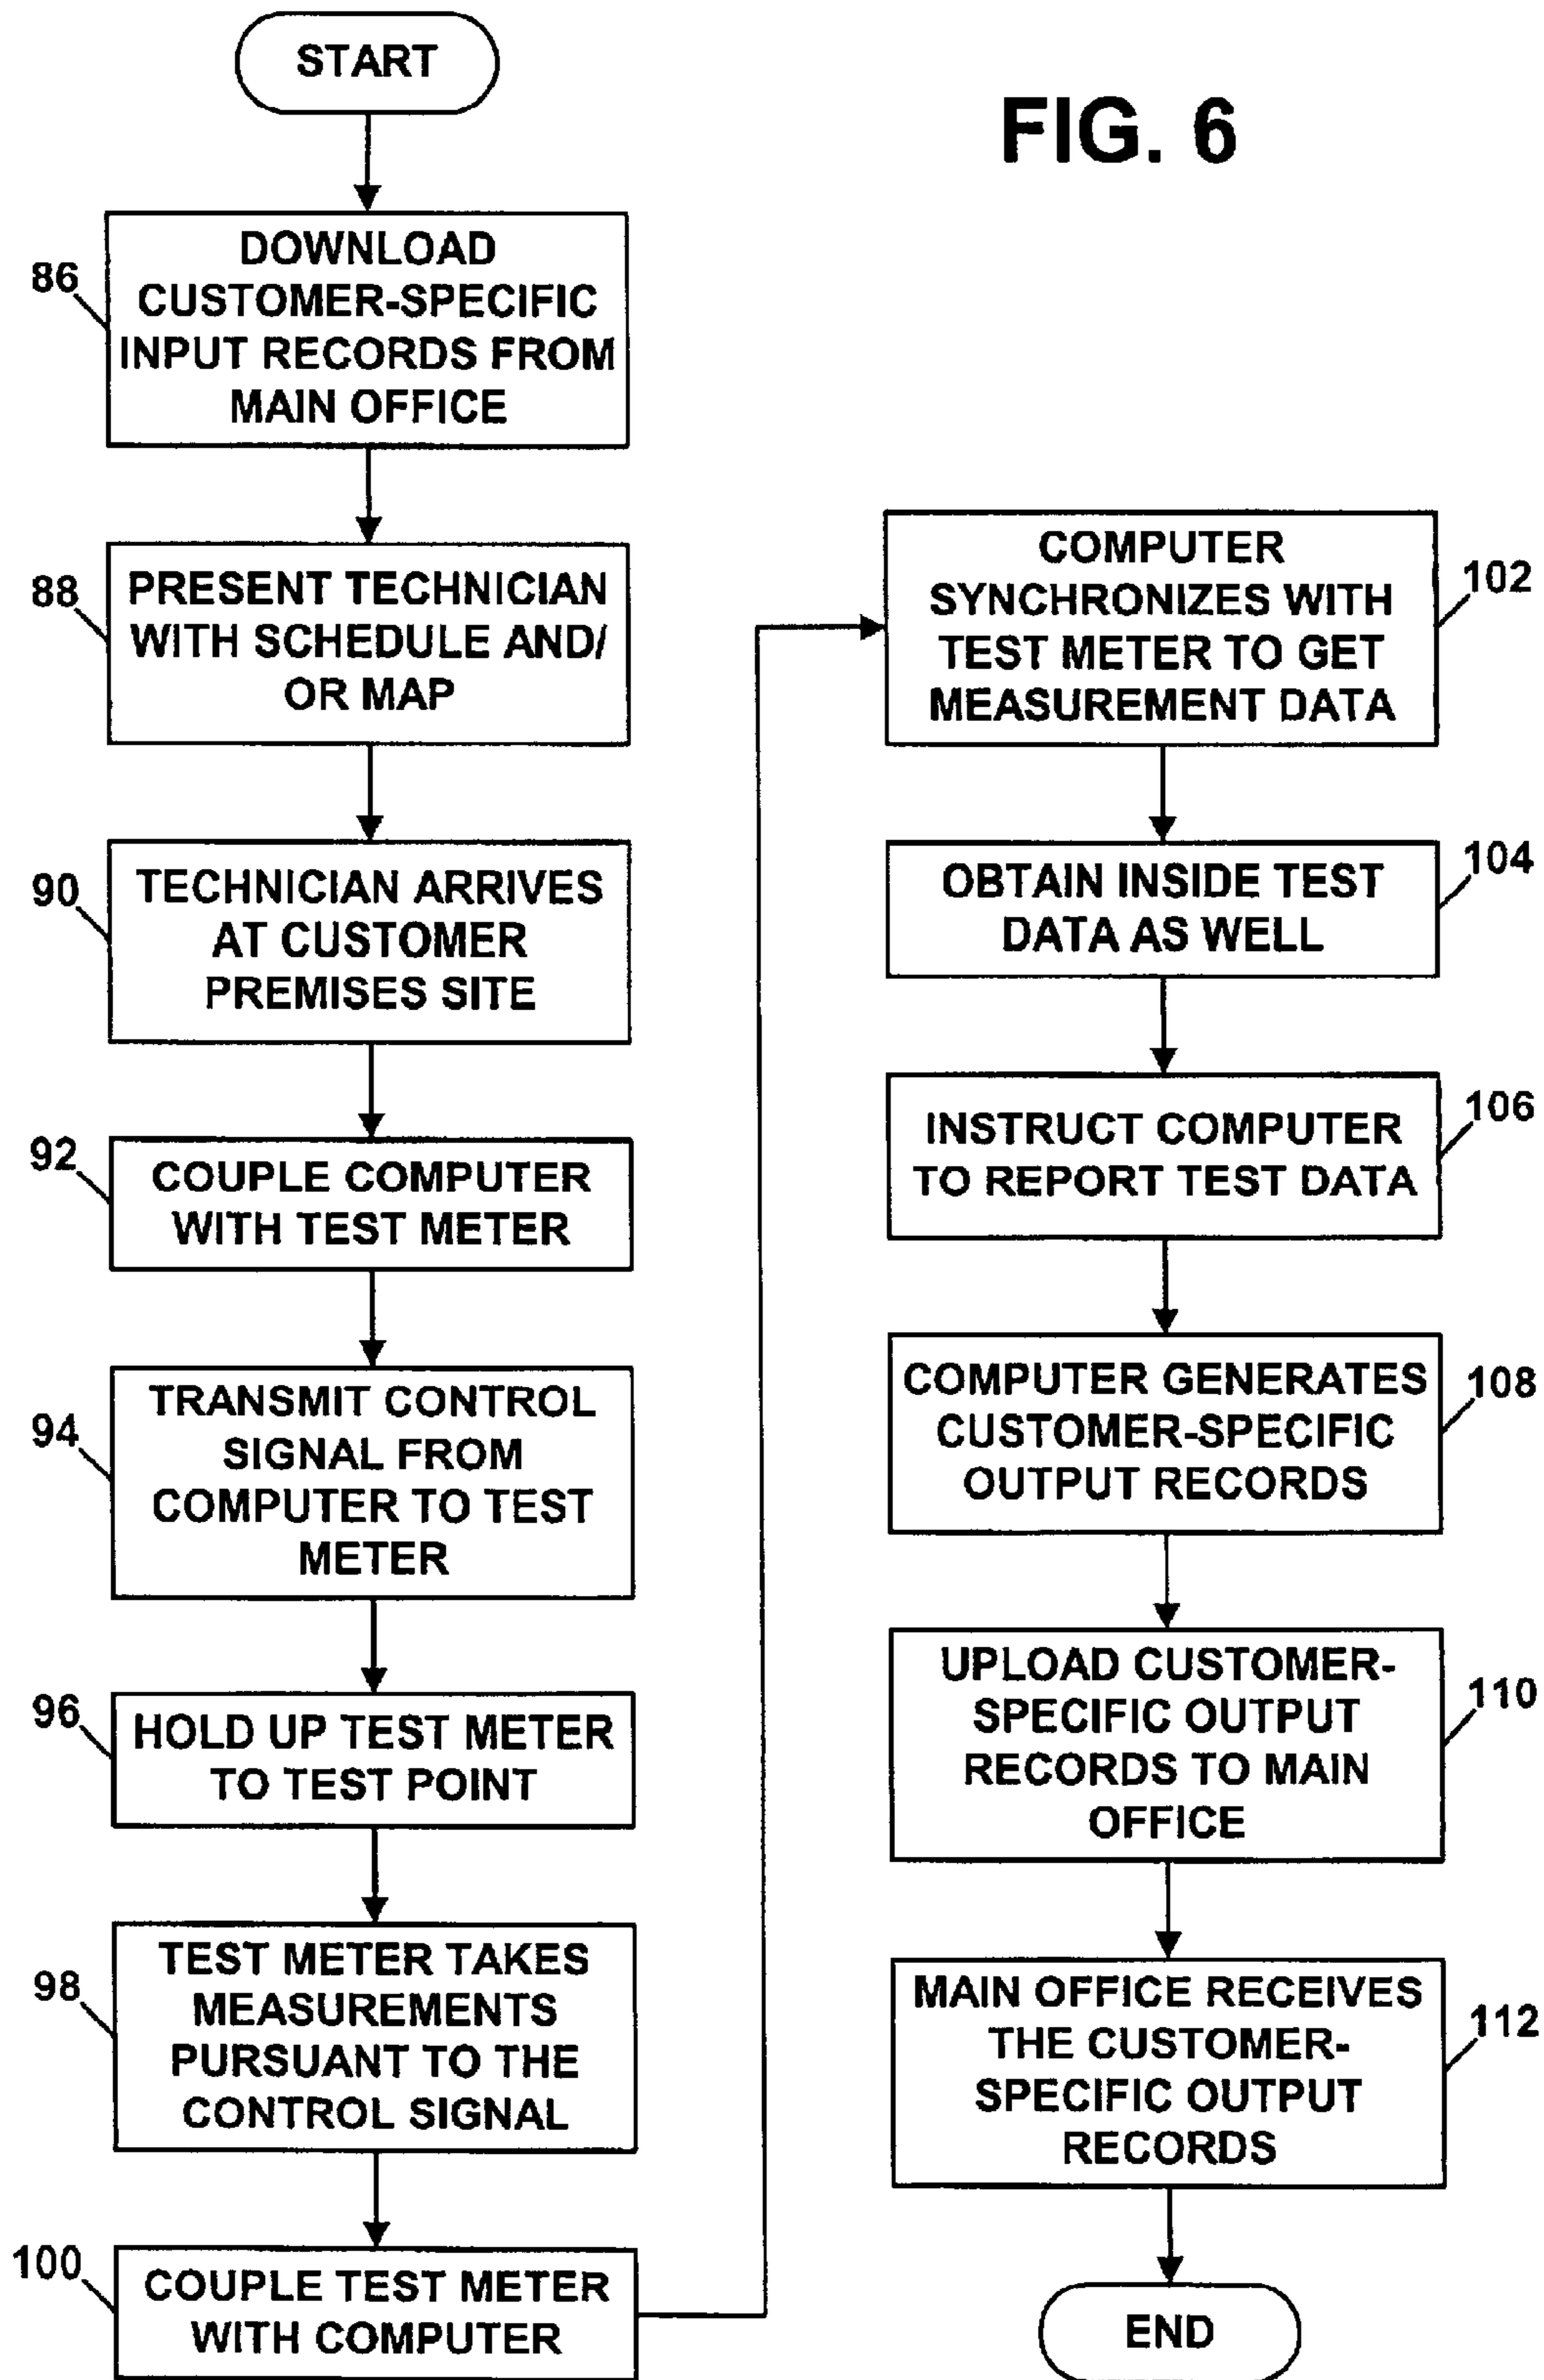 FIG. 6
START
86
DOWNLOAD
CUSTOMER-SPECIFIC
INPUT RECORDS FROM
MAIN OFFICE
88
PRESENT TECHNICIAN
WITH SCHEDULE AND/
OR MAP
90
TECHNICIAN ARRIVES
AT CUSTOMER
PREMISES SITE
92
COUPLE COMPUTER
WITH TEST METER
94
TRANSMIT CONTROL
SIGNAL FROM
COMPUTER TO TEST
METER
96
HOLD UP TEST METER
TO TEST POINT
98
TEST METER TAKES
MEASUREMENTS
PURSUANT TO THE
CONTROL SIGNAL
100
COUPLE TEST METER
WITH COMPUTER
COMPUTER
SYNCHRONIZES WITH
TEST METER TO GET
MEASUREMENT DATA
102
OBTAIN INSIDE TEST
DATA AS WELL
104
INSTRUCT COMPUTER
TO REPORT TEST DATA
106
COMPUTER GENERATES
CUSTOMER-SPECIFIC
OUTPUT RECORDS
108
UPLOAD CUSTOMER-
SPECIFIC OUTPUT
RECORDS TO MAIN
OFFICE
110
MAIN OFFICE RECEIVES
THE CUSTOMER-
SPECIFIC OUTPUT
RECORDS
112
END